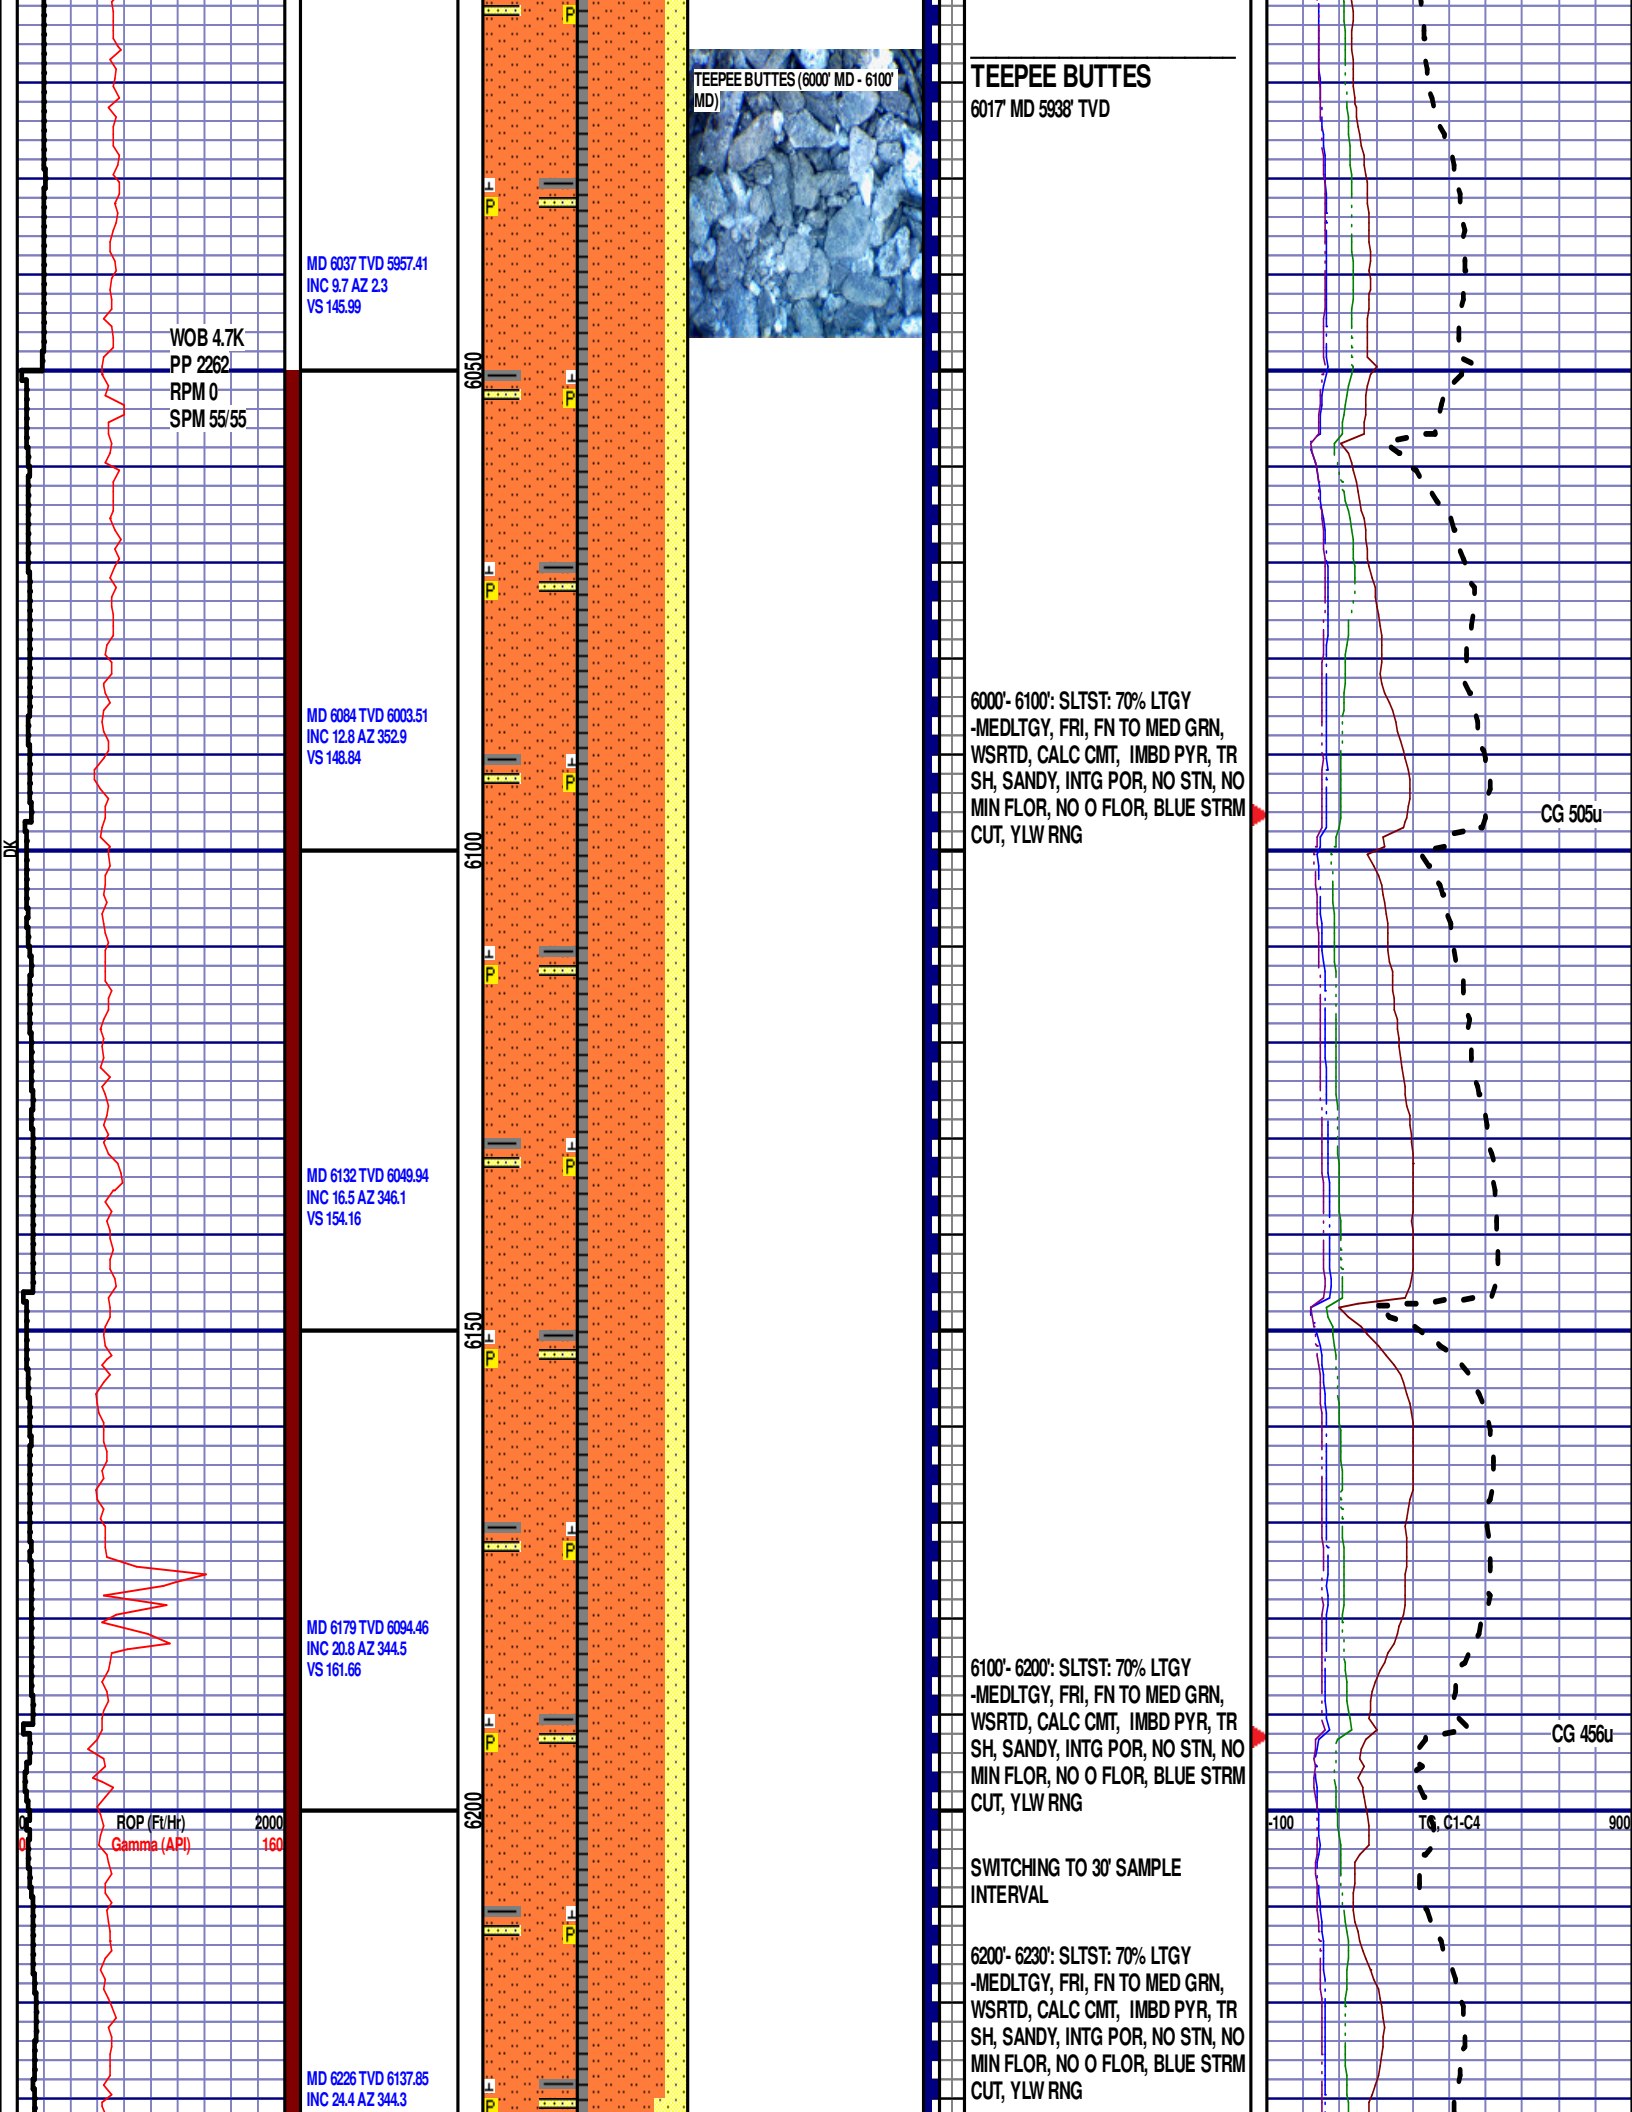 TEEPEE BUTTES (6000' MD - 6100'
MD)
TEEPEE BUTTES
6017' MD 5938' TVD
MD 6037 TVD 5957.41
INC 9.7 AZ 2.3
VS 145.99
WOB 4.7K
PP 2262
RPM 0
SPM 55/55
6050
MD 6084 TVD 6003.51
INC 12.8 AZ 352.9
VS 148.84
6000'- 6100': SLTST: 70% LTGY
-MEDLTGY, FRI, FN TO MED GRN,
WSRTD, CALC CMT, IMBD PYR, TR
SH, SANDY, INTG POR, NO STN, NO
MIN FLOR, NO O FLOR, BLUE STRM
CUT, YLW RNG
CG 505u
DK
6100
MD 6132 TVD 6049.94
INC 16.5 AZ 346.1
VS 154.16
6150
MD 6179 TVD 6094.46
INC 20.8 AZ 344.5
VS 161.66
6100'- 6200': SLTST: 70% LTGY
-MEDLTGY, FRI, FN TO MED GRN,
WSRTD, CALC CMT, IMBD PYR, TR
SH, SANDY, INTG POR, NO STN, NO
MIN FLOR, NO O FLOR, BLUE STRM
CUT, YLW RNG
CG 456u
6200
0 ROP (Ft/Hr) 2000
0 Gamma (API) 160
-100 TG, C1-C4 900
SWITCHING TO 30' SAMPLE
INTERVAL
6200'- 6230': SLTST: 70% LTGY
-MEDLTGY, FRI, FN TO MED GRN,
WSRTD, CALC CMT, IMBD PYR, TR
SH, SANDY, INTG POR, NO STN, NO
MIN FLOR, NO O FLOR, BLUE STRM
CUT, YLW RNG
MD 6226 TVD 6137.85
INC 24.4 AZ 344.3
P
P
P
P
P
P
P
P
P
P
P
P